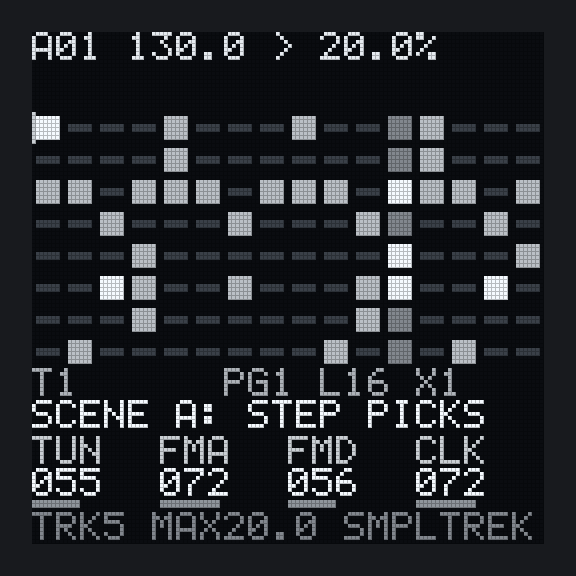 A01 130.0 > 20.0%
T1 PG1 L16 X1
SCENE A: STEP PICKS
TUN FMA FMD CLK
055 072 056 072
TRK5 MAX20.0 SMPLTREK